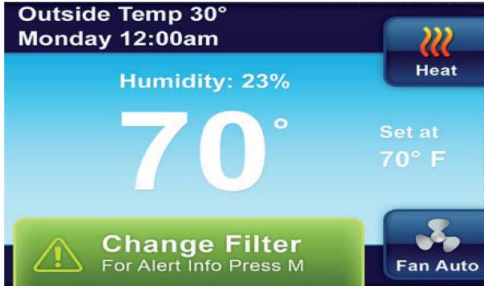 Outside Temp 30°
Monday 12:00am
Heat
Humidity: 23%
70°
Set at
70° F
Change Filter
For Alert Info Press M
Fan Auto